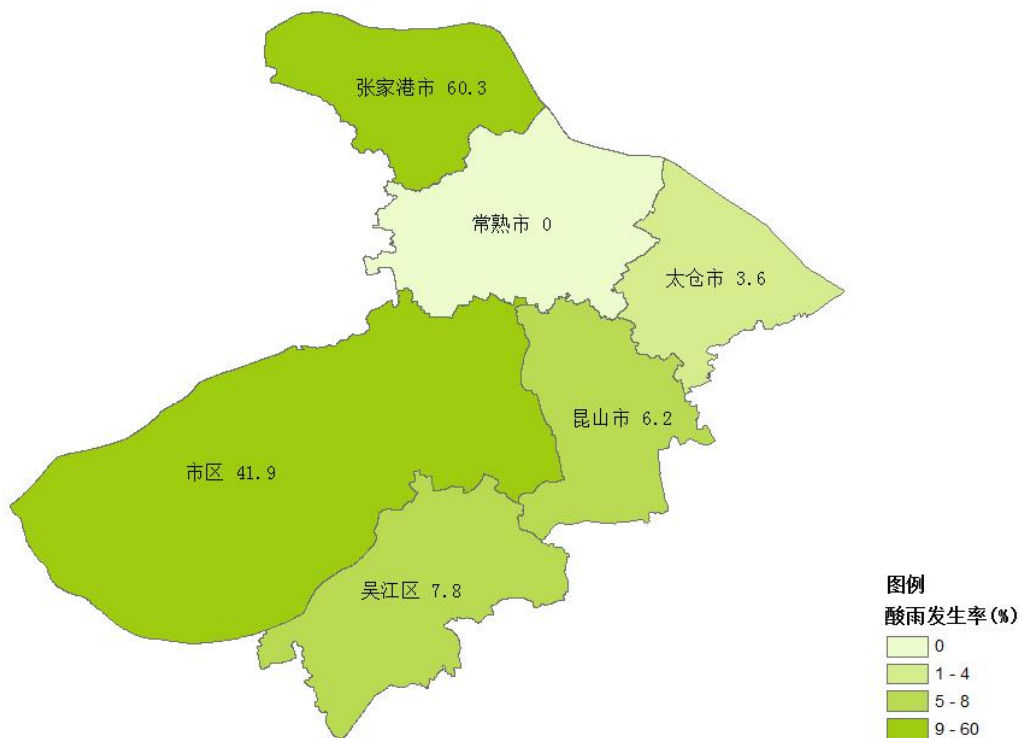 张家港市 60.3
常熟市 0
太仓市 3.6
昆山市 6.2
市区 41.9
吴江区 7.8
图例
酸雨发生率(%)
0
1 - 4
5 - 8
9 - 60